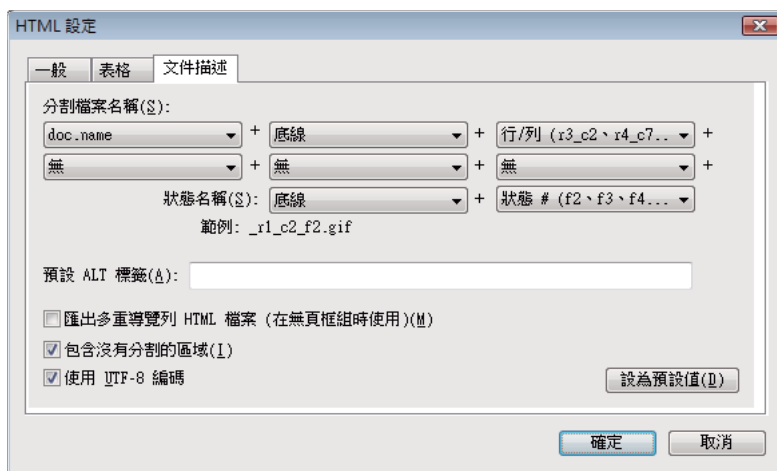 HTML 設定
一般 表格 文件描述
分割檔案名稱(S):
doc.name + 底線 + 行/列 (r3_c2、r4_c7.. +
無 + 無 + 無 +
狀態名稱(S): 底線 + 狀態 # (f2、f3、f4...
範例: _r1_c2_f2.gif
預設 ALT 標籤(A):
匯出多重導覽列 HTML 檔案 (在無頁框組時使用)(M)
包含沒有分割的區域(I)
使用 UTF-8 編碼
設為預設值(D)
確定 取消